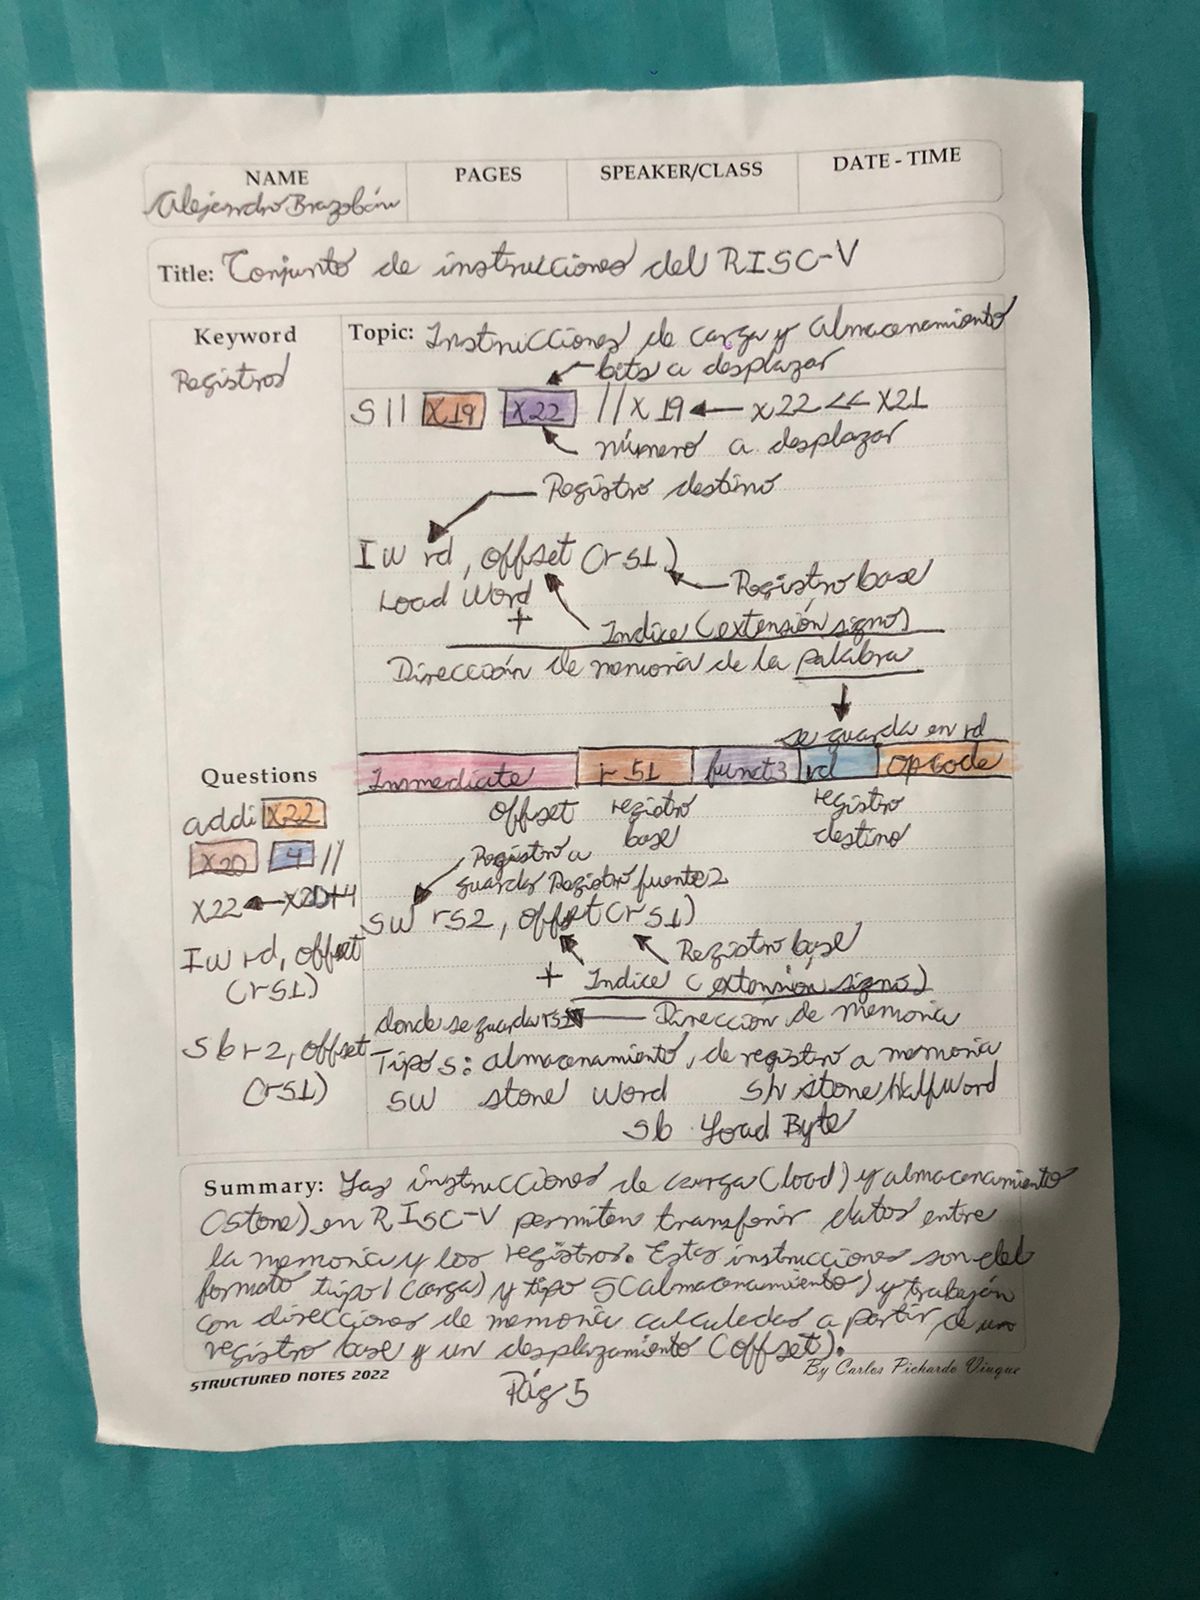 NAME PAGES SPEAKER/CLASS DATE - TIME
Alejandro Brazobán
Title: Conjunto de instrucciones del RISC-V
Keyword
Registros
Topic: Instrucciones de carga y almacenamiento
bits a desplazar
Sll X19 X22 //X19 ← x22 << X21
número a desplazar
Registro destino
Iw rd, offset (rs1)
Load Word
Registro base
+ Indice (extensión signo)
Dirección de memoria de la palabra
se guarda en rd
Immediate rs1 funct3 rd Opcode
offset registro base registro destino
Questions
addi X22
X20 4 //
X22 ← X20+4
Iw rd, offset
(rs1)
Sb r2, offset
(rs1)
Registro a
guardar Registro fuente 2
sw rs2, offset (rs1)
Registro base
+ Indice (extensión signo)
donde se guarda rs2 ← Dirección de memoria
Tipo s: almacenamiento, de registro a memoria
sw stone Word sh stone HalfWord
sb Load Byte
Summary: Las instrucciones de carga (load) y almacenamiento
(stone) en RISC-V permiten transferir datos entre
la memoria y los registros. Estas instrucciones son del
formato tipo I (carga) y tipo S (almacenamiento) y trabajan
con direcciones de memoria calculadas a partir de un
registro base y un desplazamiento (offset).
STRUCTURED NOTES 2022
By Carlos Pichardo Viuque
Pág 5